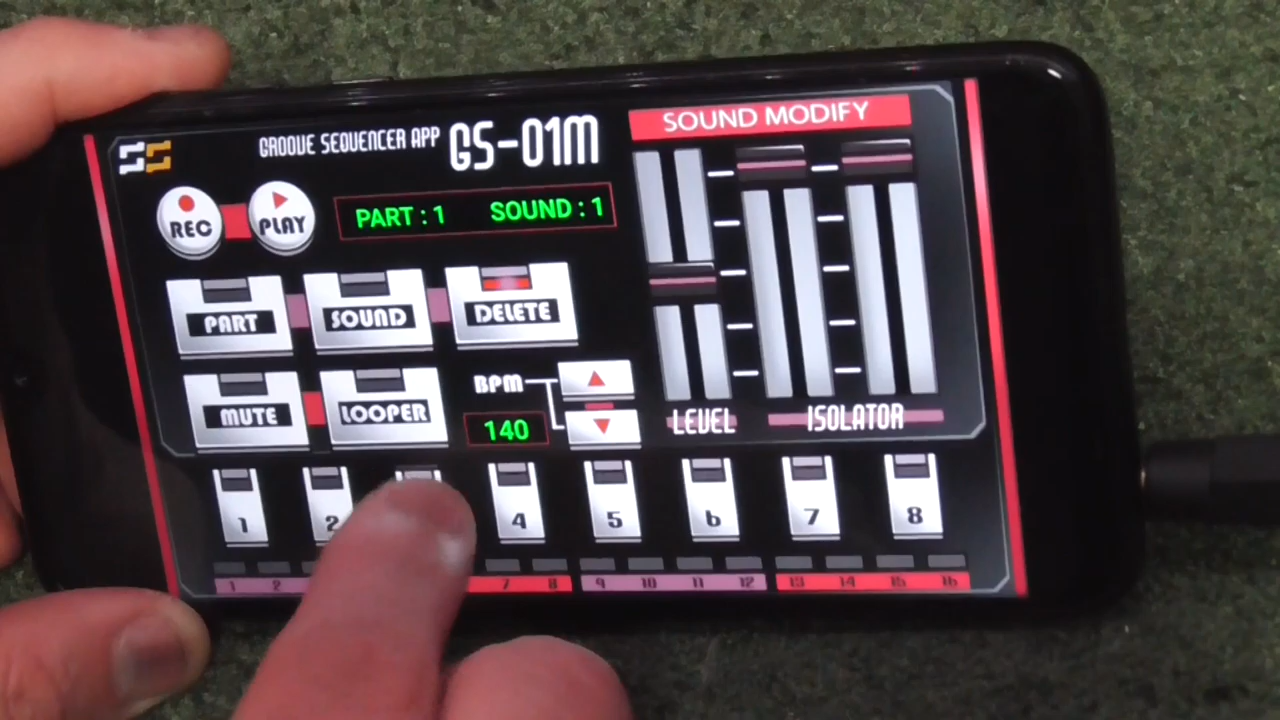 SS
GROOVE SEQUENCER APP GS-01M
SOUND MODIFY
REC PLAY
PART : 1 SOUND : 1
PART SOUND DELETE
MUTE LOOPER
BPM
140
LEVEL ISOLATOR
1 2 4 5 6 7 8
1 2 7 8 9 10 11 12 13 14 15 16